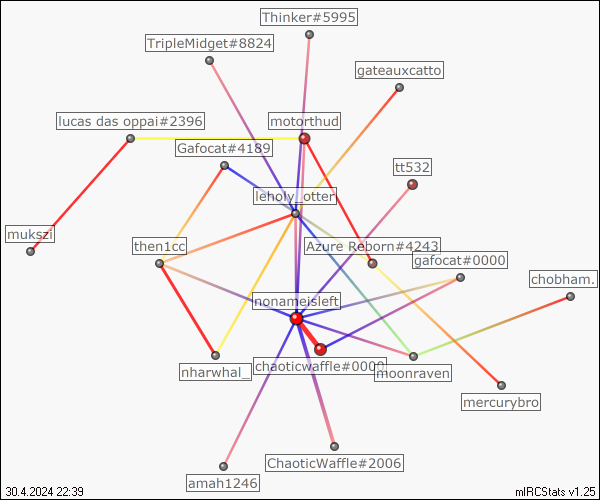 Thinker#5995
TripleMidget#8824
gateauxcatto
lucas das oppai#2396
motorthud
Gafocat#4189
tt532
leholy_otter
mukszi
then1cc
Azure Reborn#4243
gafocat#0000
chobham.
nonameisleft
chaoticwaffle#0000
moonraven
nharwhal_
mercurybro
ChaoticWaffle#2006
amah1246
30.4.2024 22:39
mIRCStats v1.25